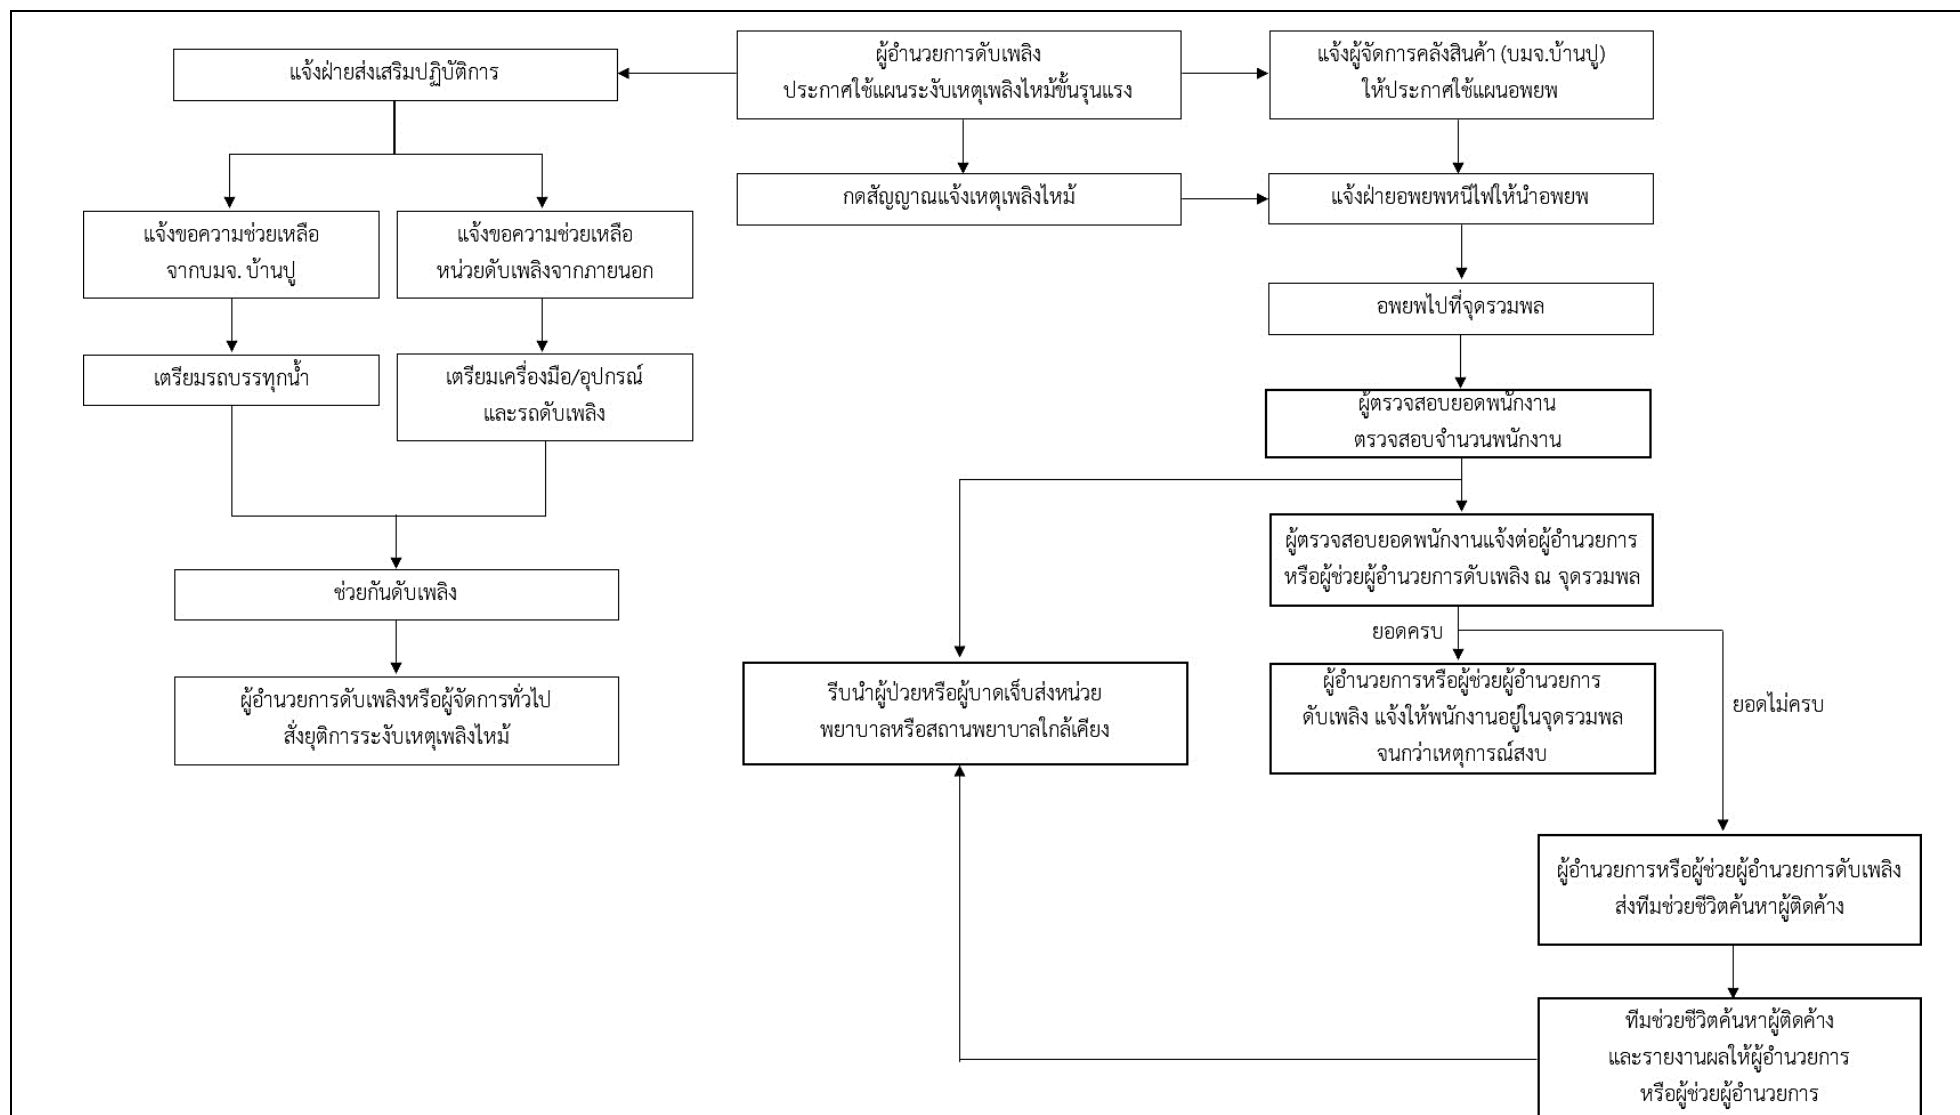 แจ้งฝ่ายส่งเสริมปฏิบัติการ
ผู้อำนวยการดับเพลิง
ประกาศใช้แผนระงับเหตุเพลิงไหม้ขั้นรุนแรง
แจ้งผู้จัดการคลังสินค้า (บมจ.บ้านปู)
ให้ประกาศใช้แผนอพยพ
กดสัญญาณแจ้งเหตุเพลิงไหม้
แจ้งฝ่ายอพยพหนีไฟให้นำอพยพ
แจ้งขอความช่วยเหลือ
จากบมจ. บ้านปู
แจ้งขอความช่วยเหลือ
หน่วยดับเพลิงจากภายนอก
อพยพไปที่จุดรวมพล
เตรียมรถบรรทุกน้ำ
เตรียมเครื่องมือ/อุปกรณ์
และรถดับเพลิง
ผู้ตรวจสอบยอดพนักงาน
ตรวจสอบจำนวนพนักงาน
ผู้ตรวจสอบยอดพนักงานแจ้งต่อผู้อำนวยการ
หรือผู้ช่วยผู้อำนวยการดับเพลิง ณ จุดรวมพล
ช่วยกันดับเพลิง
ยอดครบ
ผู้อำนวยการดับเพลิงหรือผู้จัดการทั่วไป
สั่งยุติการระงับเหตุเพลิงไหม้
รีบนำผู้ป่วยหรือผู้บาดเจ็บส่งหน่วย
พยาบาลหรือสถานพยาบาลใกล้เคียง
ผู้อำนวยการหรือผู้ช่วยผู้อำนวยการ
ดับเพลิง แจ้งให้พนักงานอยู่ในจุดรวมพล
จนกว่าเหตุการณ์สงบ
ยอดไม่ครบ
ผู้อำนวยการหรือผู้ช่วยผู้อำนวยการดับเพลิง
ส่งทีมช่วยชีวิตค้นหาผู้ติดค้าง
ทีมช่วยชีวิตค้นหาผู้ติดค้าง
และรายงานผลให้ผู้อำนวยการ
หรือผู้ช่วยผู้อำนวยการ